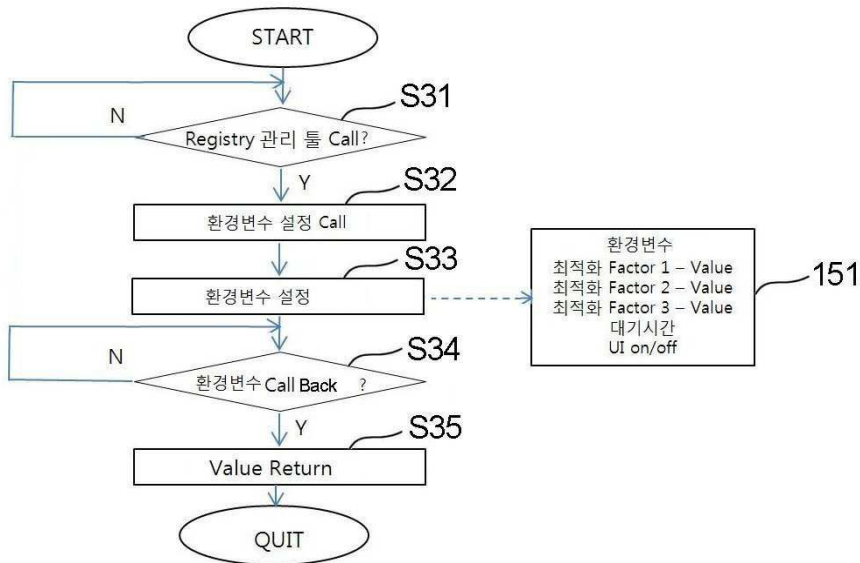 START
S31
N
Registry 관리 툴 Call?
Y
S32
환경변수 설정 Call
S33
환경변수 설정
환경변수
최적화 Factor 1 – Value
최적화 Factor 2 – Value
최적화 Factor 3 – Value
대기시간
UI on/off
151
S34
N
환경변수 Call Back ?
Y
S35
Value Return
QUIT